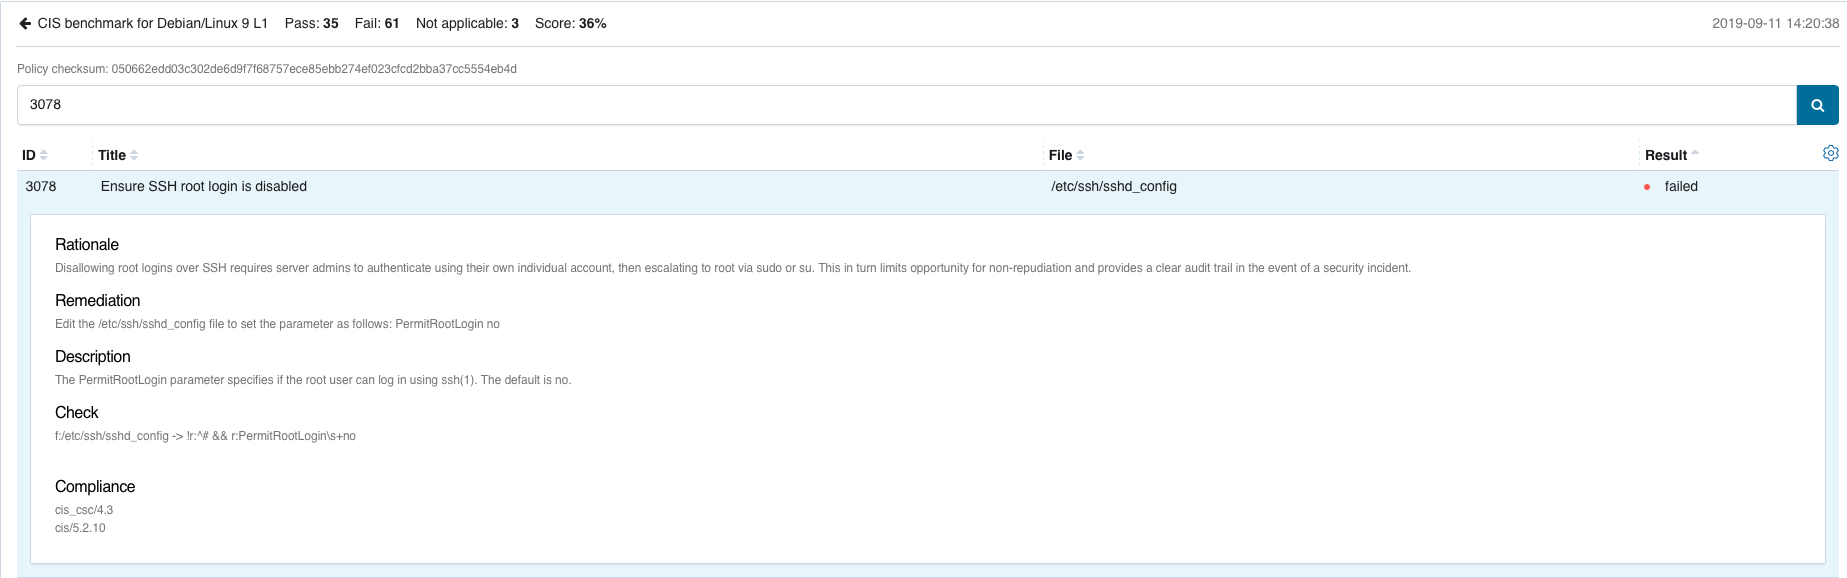 CIS benchmark for Debian/Linux 9 L1 Pass: 35 Fail: 61 Not applicable: 3 Score: 36% 2019-09-11 14:20:38
Policy checksum: 050662edd03c302de6d9f7f68757ece85ebb274ef023cfcd2bba37cc5554eb4d
3078
ID Title File Result
3078 Ensure SSH root login is disabled /etc/ssh/sshd_config failed
Rationale
Disallowing root logins over SSH requires server admins to authenticate using their own individual account, then escalating to root via sudo or su. This in turn limits opportunity for non-repudiation and provides a clear audit trail in the event of a security incident.
Remediation
Edit the /etc/ssh/sshd_config file to set the parameter as follows: PermitRootLogin no
Description
The PermitRootLogin parameter specifies if the root user can log in using ssh(1). The default is no.
Check
f:/etc/ssh/sshd_config -> !r:^# && r:PermitRootLogin\s+no
Compliance
cis_csc/4.3
cis/5.2.10